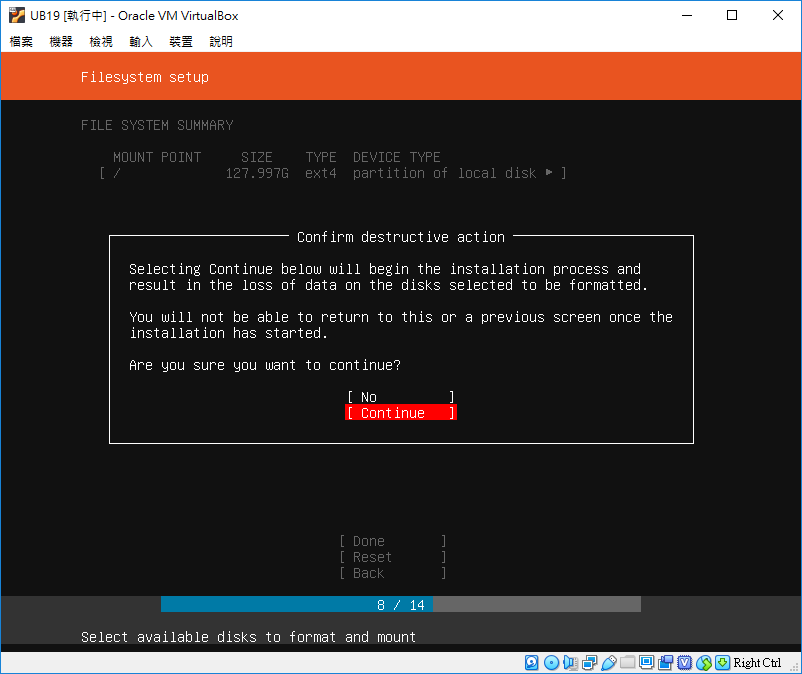 UB19 [執行中] - Oracle VM VirtualBox
檔案 機器 檢視 輸入 裝置 說明
Filesystem setup
FILE SYSTEM SUMMARY
MOUNT POINT SIZE TYPE DEVICE TYPE
[ / 127.997G ext4 partition of local disk ▸ ]
Confirm destructive action
Selecting Continue below will begin the installation process and
result in the loss of data on the disks selected to be formatted.
You will not be able to return to this or a previous screen once the
installation has started.
Are you sure you want to continue?
[ No ]
[ Continue ]
[ Done ]
[ Reset ]
[ Back ]
8 / 14
Select available disks to format and mount
Right Ctrl